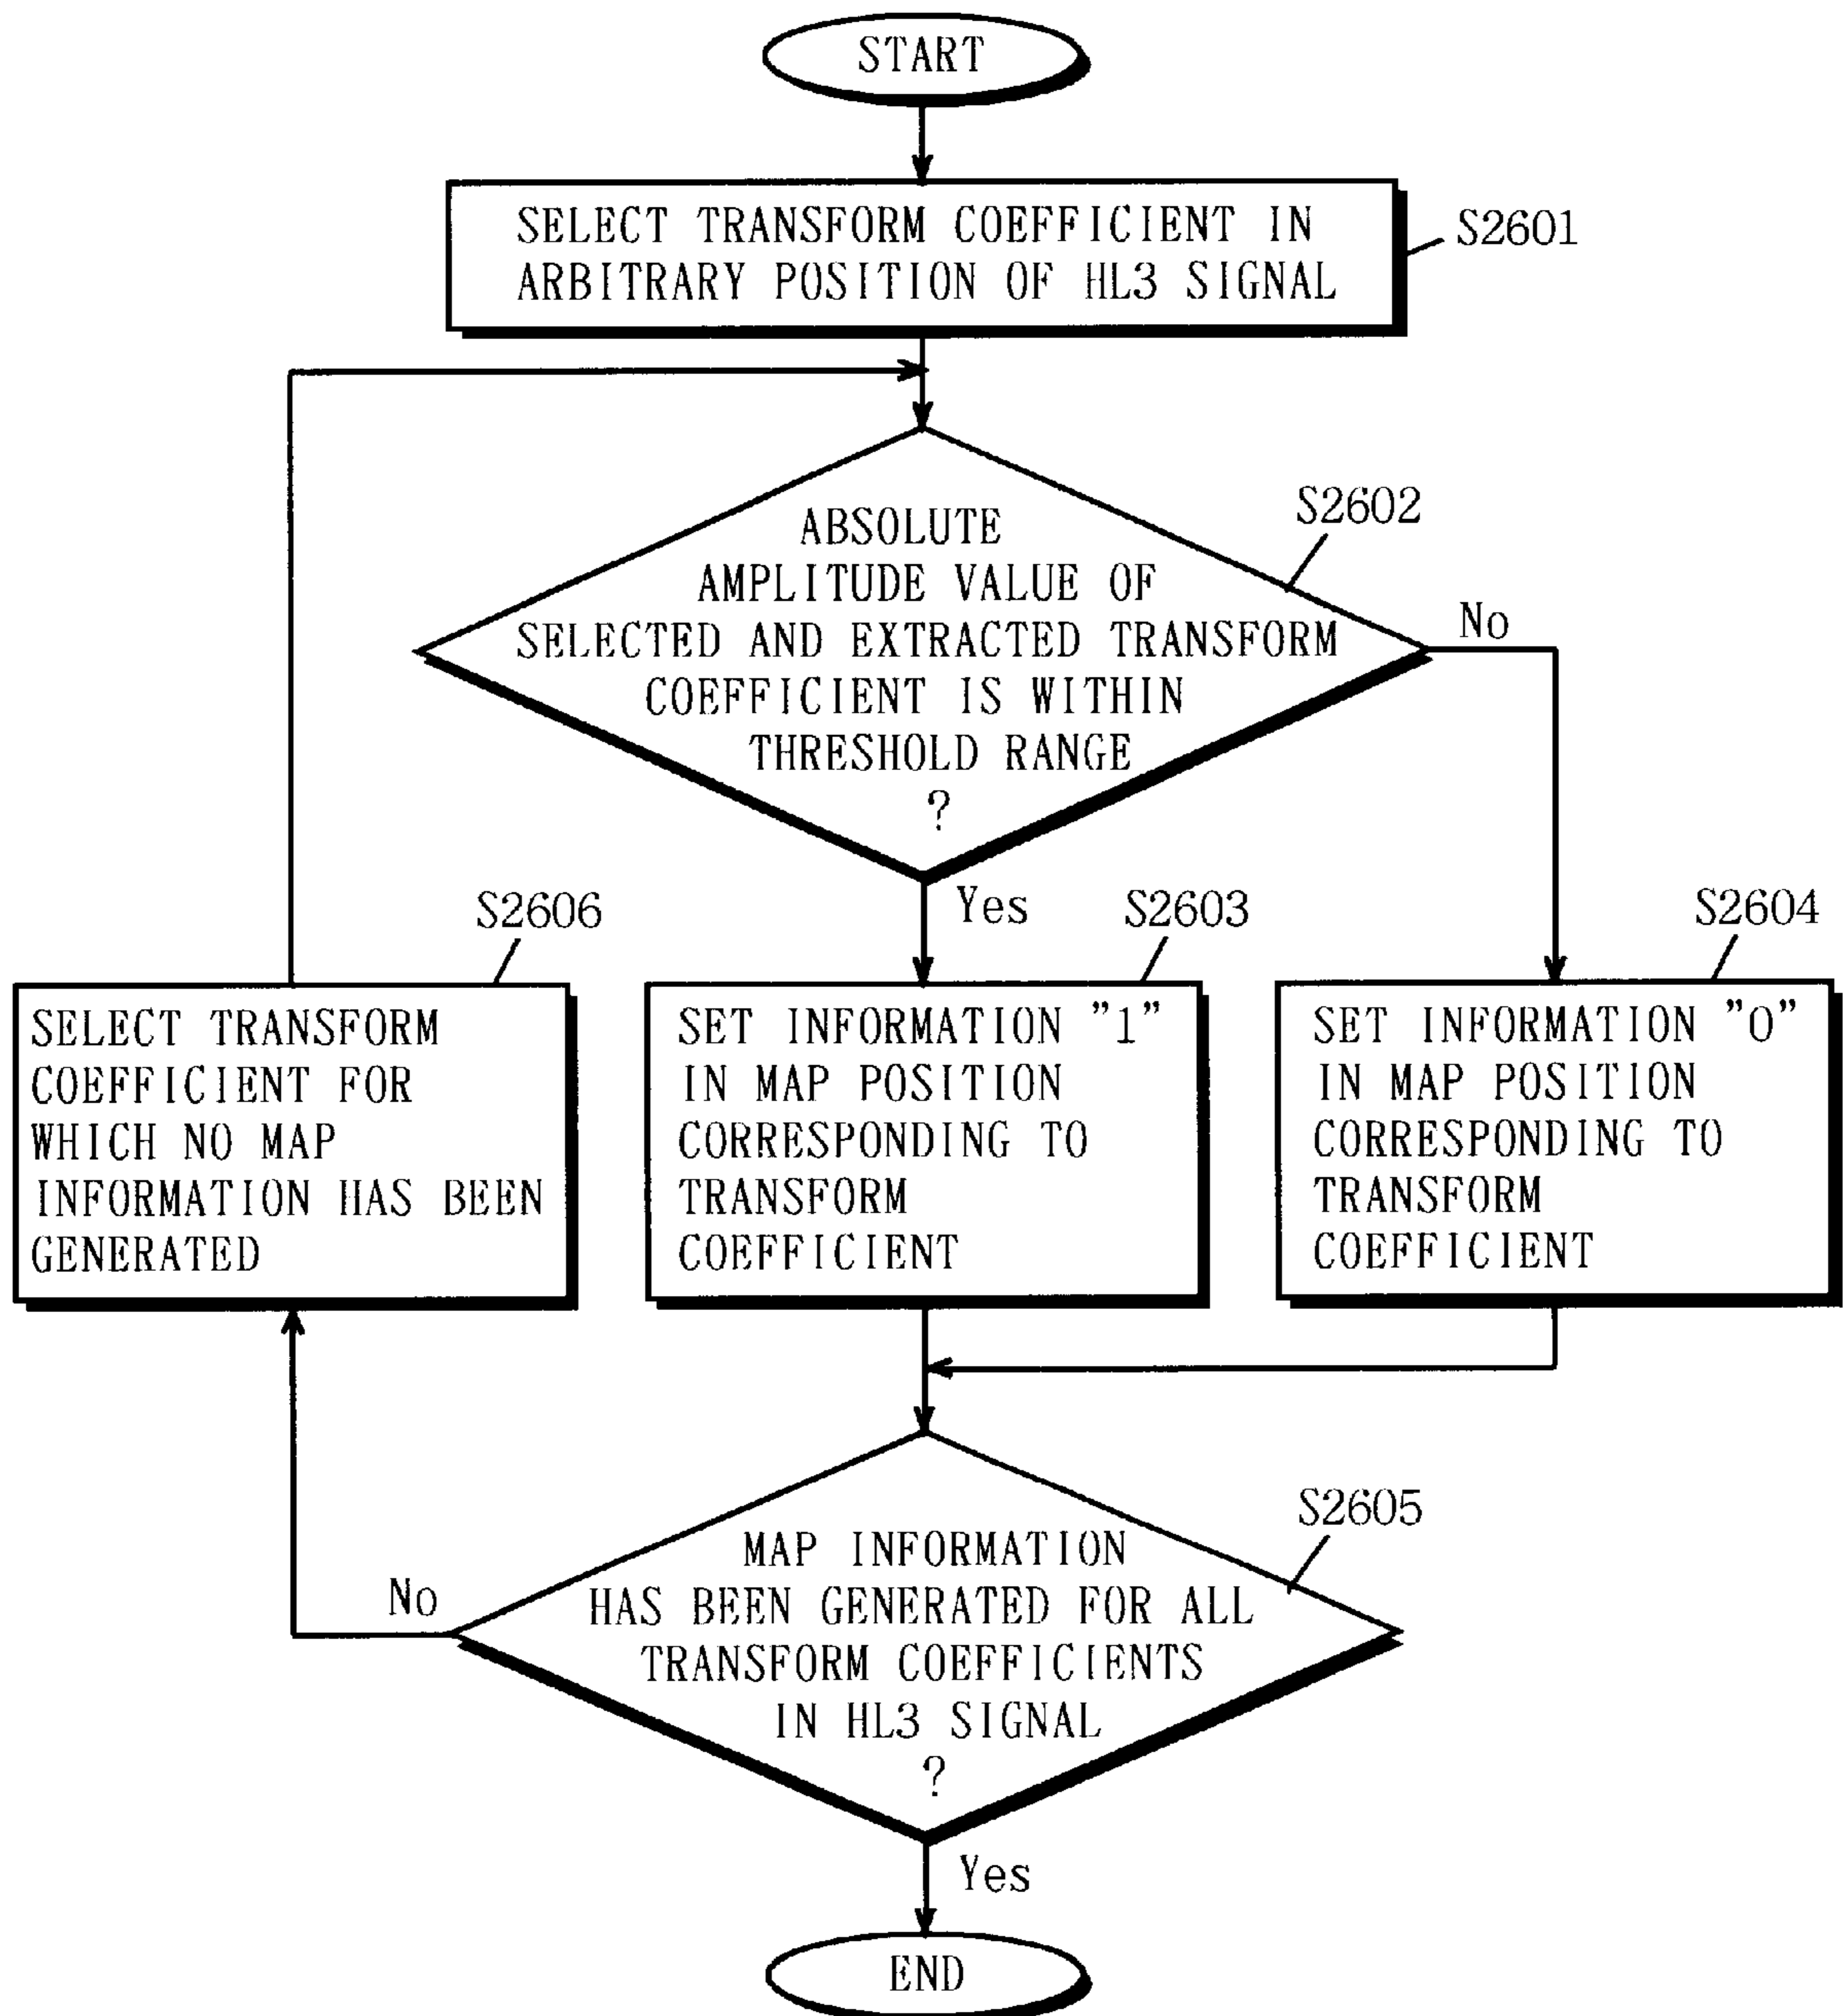 START
SELECT TRANSFORM COEFFICIENT IN
ARBITRARY POSITION OF HL3 SIGNAL
S2601
S2602
ABSOLUTE
AMPLITUDE VALUE OF
SELECTED AND EXTRACTED TRANSFORM
COEFFICIENT IS WITHIN
THRESHOLD RANGE
?
No
Yes
S2606
SELECT TRANSFORM
COEFFICIENT FOR
WHICH NO MAP
INFORMATION HAS BEEN
GENERATED
S2603
SET INFORMATION "1"
IN MAP POSITION
CORRESPONDING TO
TRANSFORM
COEFFICIENT
S2604
SET INFORMATION "0"
IN MAP POSITION
CORRESPONDING TO
TRANSFORM
COEFFICIENT
S2605
MAP INFORMATION
HAS BEEN GENERATED FOR ALL
TRANSFORM COEFFICIENTS
IN HL3 SIGNAL
?
No
Yes
END